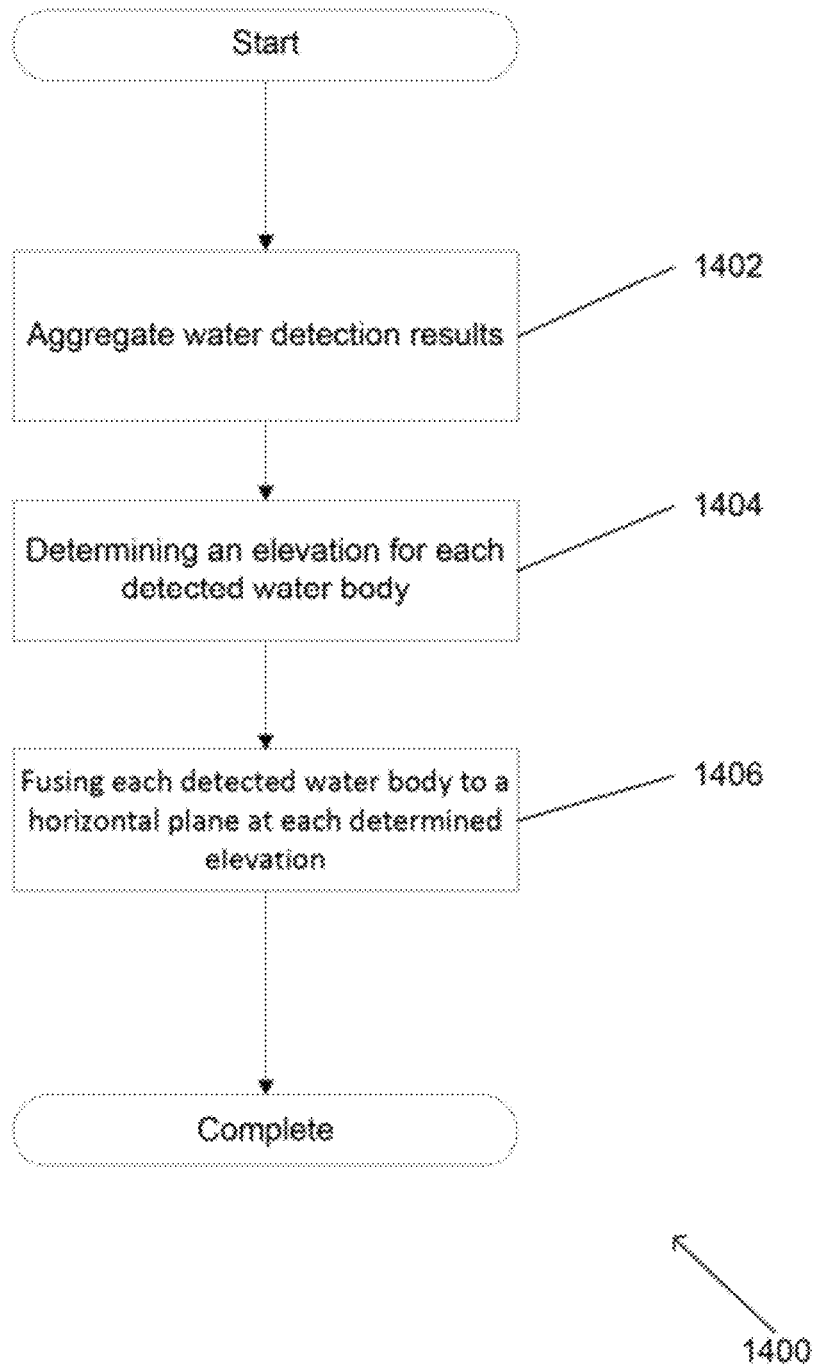 Start
1402
Aggregate water detection results
1404
Determining an elevation for each
detected water body
1406
Fusing each detected water body to a
horizontal plane at each determined
elevation
Complete
1400